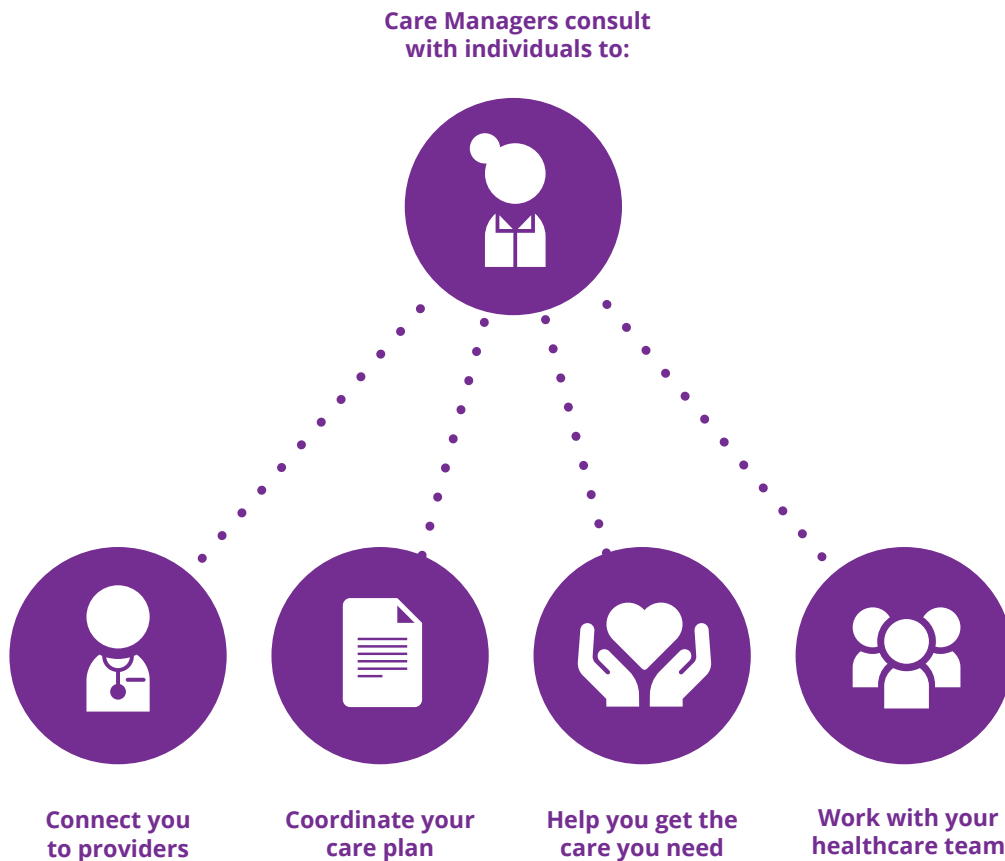 Care Managers consult
with individuals to:
Connect you
to providers
Coordinate your
care plan
Help you get the
care you need
Work with your
healthcare team